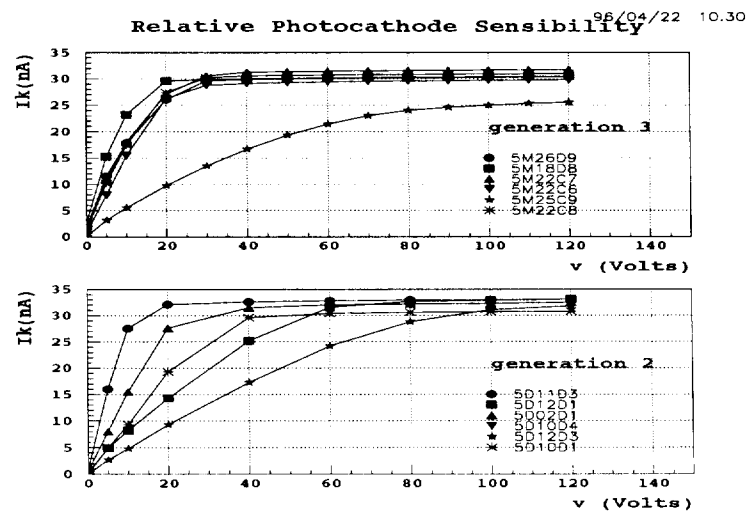 96/04/22 10.30
Relative Photocathode Sensibility
Ik(nA)
35
30
25
20
15
10
5
0
generation 3
5M26D9
5M18D8
5M22C7
5M22C6
5M25C9
5M22C8
0 20 40 60 80 100 120 140
v (Volts)
Ik(nA)
35
30
25
20
15
10
5
0
generation 2
5D11D3
5D12D1
5D02D1
5D10D4
5D12D3
5D10D1
0 20 40 60 80 100 120 140
v (Volts)